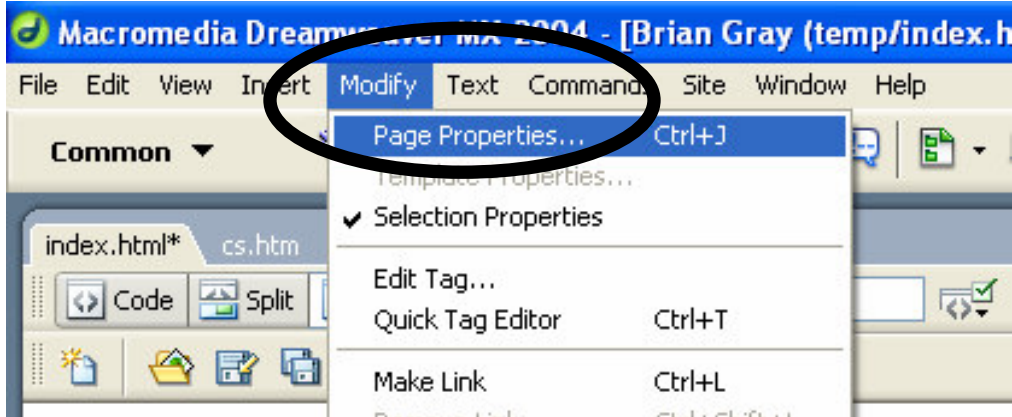 Macromedia Dreamweaver MX 2004 - [Brian Gray (temp/index.h
File Edit View Insert Modify Text Commands Site Window Help
Common
Page Properties... Ctrl+J
Template Properties...
Selection Properties
index.html* cs.htm
Edit Tag...
Code Split
Quick Tag Editor Ctrl+T
Make Link Ctrl+L